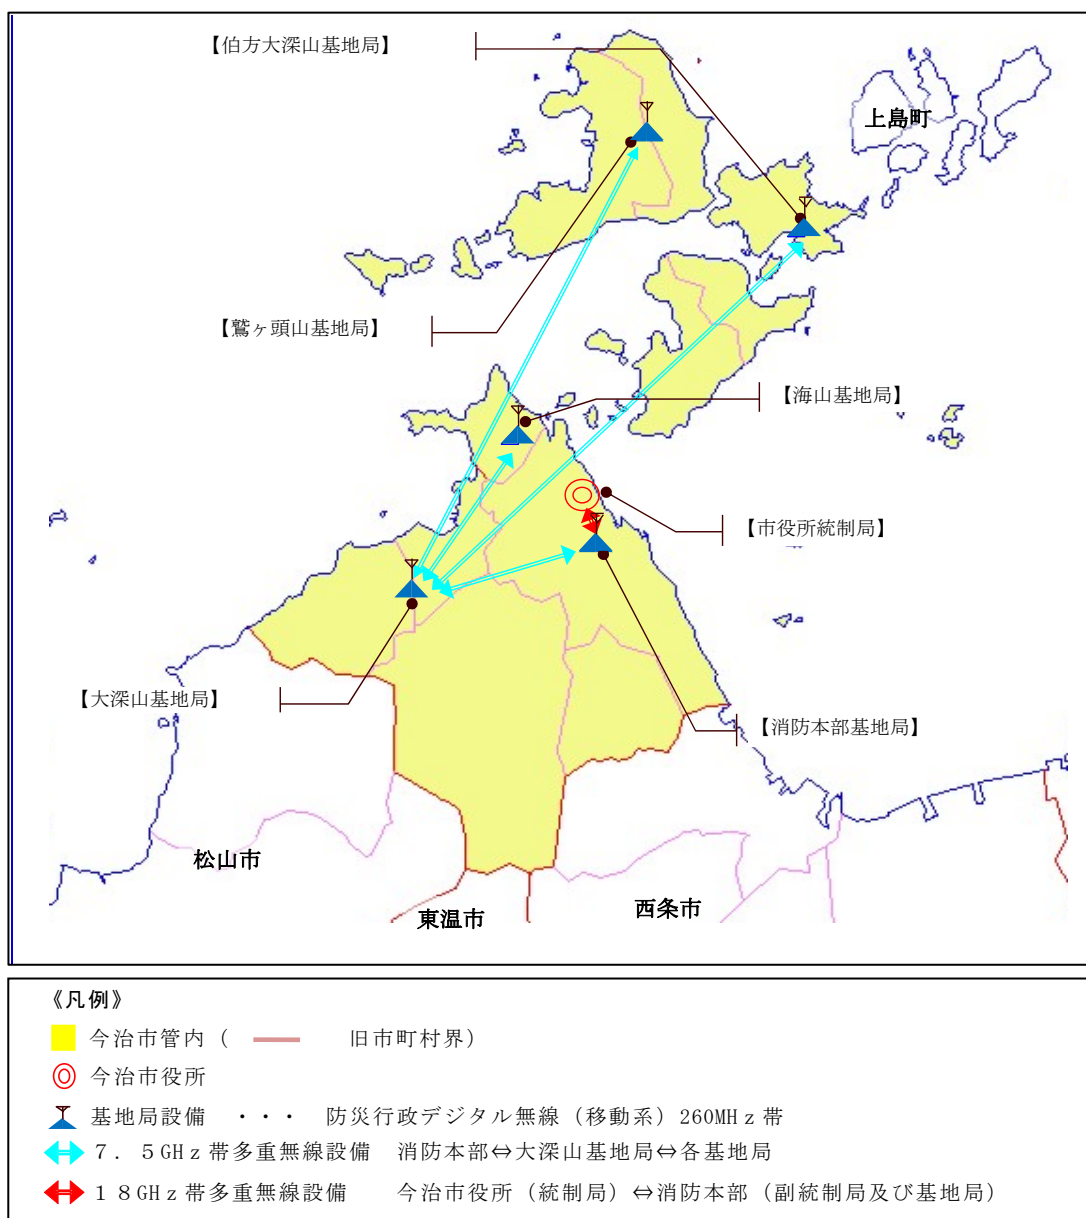 【伯方大深山基地局】
上島町
【鷲ヶ頭山基地局】
【海山基地局】
【市役所統制局】
【大深山基地局】
【消防本部基地局】
松山市
東温市
西条市
《凡例》
今治市管内（ 旧市町村界）
今治市役所
基地局設備 ・・・ 防災行政デジタル無線（移動系）260MHｚ帯
７．５GHｚ帯多重無線設備 消防本部⇔大深山基地局⇔各基地局
１８GHｚ帯多重無線設備 今治市役所（統制局）⇔消防本部（副統制局及び基地局）